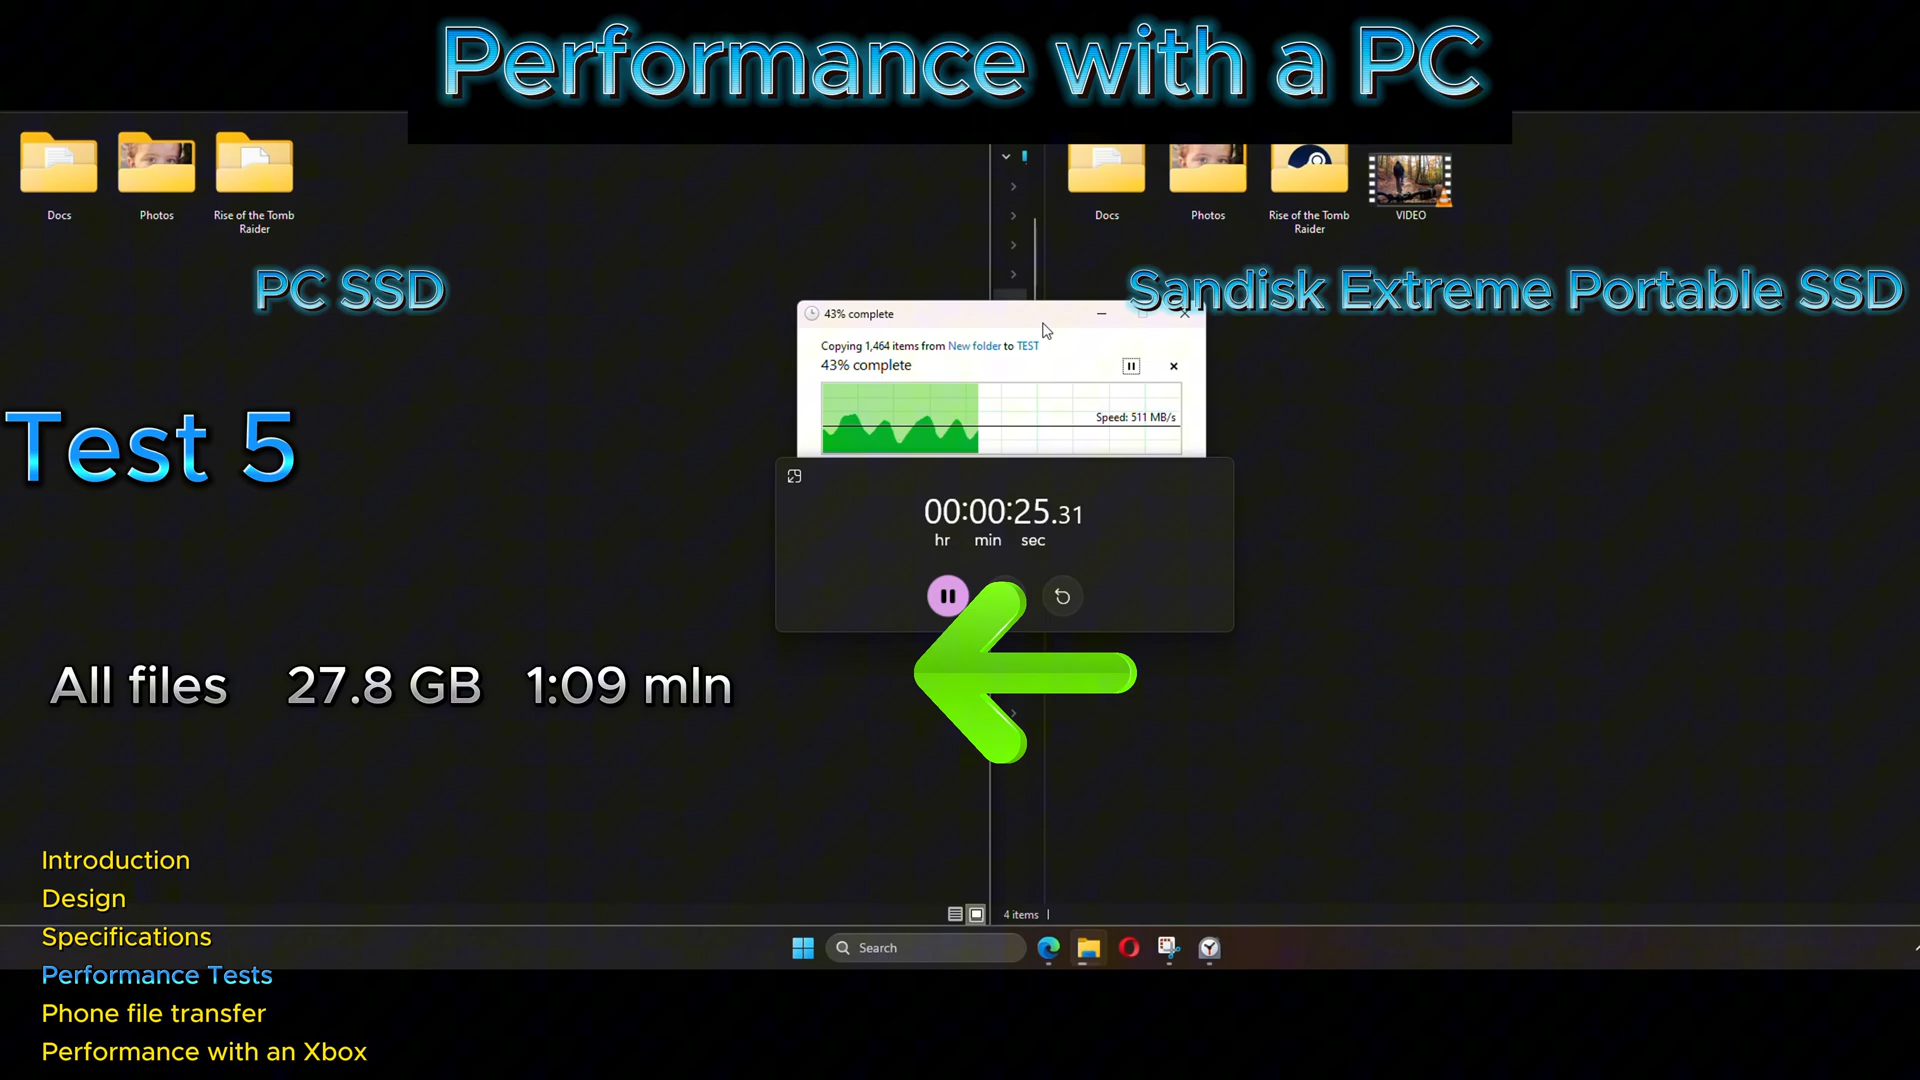 Performance with a PC
Docs
Photos
Rise of the Tomb
Raider
Docs
Photos
Rise of the Tomb
Raider
VIDEO
PC SSD
Sandisk Extreme Portable SSD
43% complete
Copying 1,464 items from New folder to TEST
43% complete
Speed: 511 MB/s
Test 5
00:00:25.31
hr min sec
All files 27.8 GB 1:09 mIn
Introduction
Design
Specifications
Performance Tests
Phone file transfer
Performance with an Xbox
4 items
Search